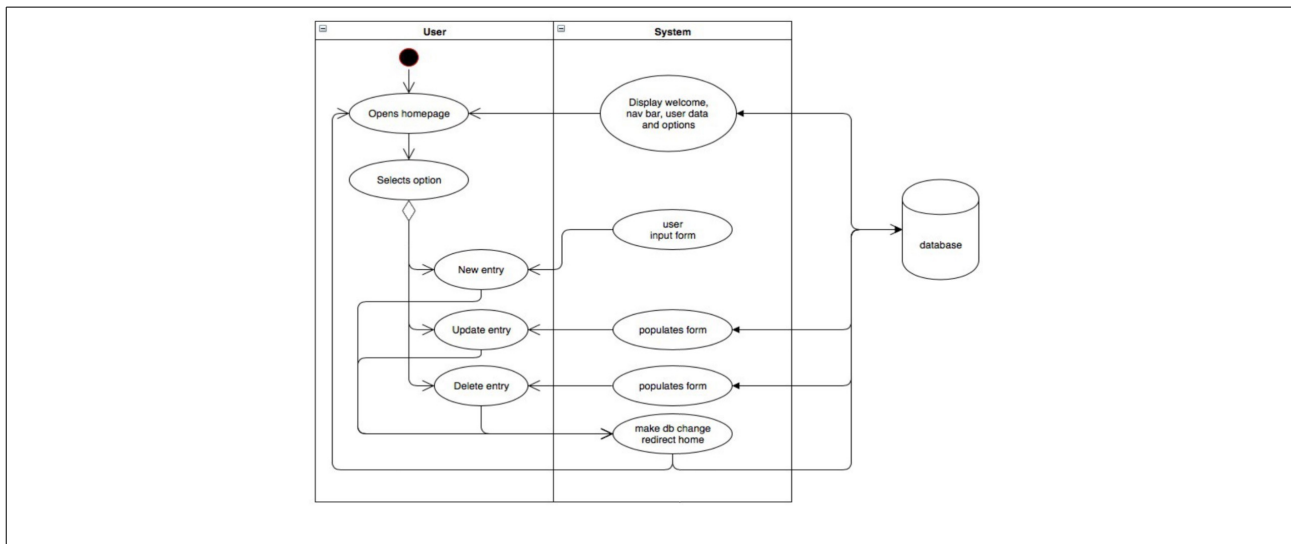 User
System
Opens homepage
Display welcome,
nav bar, user data
and options
Selects option
user
input form
database
New entry
Update entry
populates form
Delete entry
populates form
make db change
redirect home